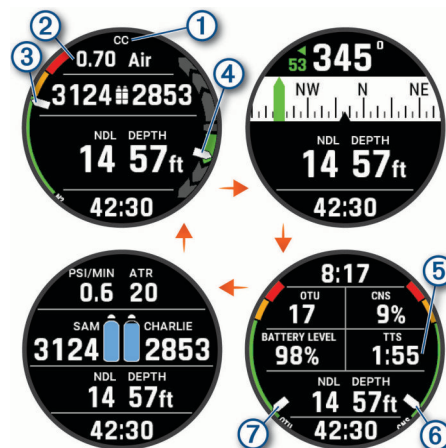 1
CC
2
0.70 Air
3
3124 2853
4
NDL DEPTH
14 57ft
42:30
N2
53 345°
NW N NE
NDL DEPTH
14 57ft
42:30
PSI/MIN ATR
0.6 20
SAM CHARLIE
3124 2853
NDL DEPTH
14 57ft
42:30
8:17
5
OTU CNS
17 9%
BATTERY LEVEL TTS
98% 1:55
NDL DEPTH
14 57ft
OTU CNS
42:30
7 6